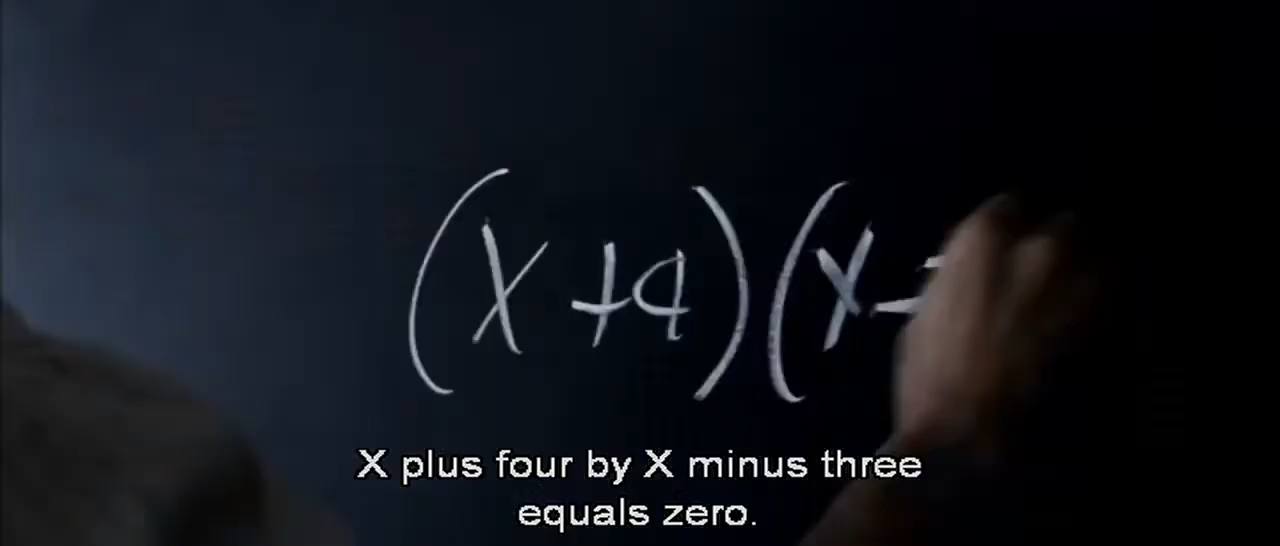 (X+4)(X-
X plus four by X minus three
equals zero.